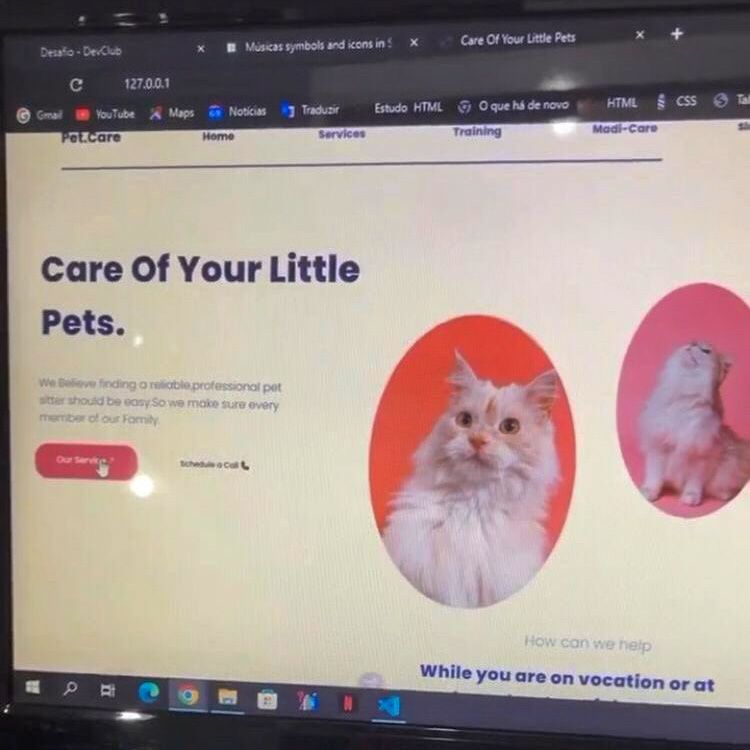 Desafio - DevClub
Músicas symbols and icons in S
Care Of Your Little Pets
127.0.0.1
Gmail YouTube Maps Notícias Traduzir Estudo HTML O que há de novo HTML CSS
Pet.Care Home Services Training Madi-Care
Care Of Your Little
Pets.
We Believe finding a reliable,professional pet
sitter should be easy.So we make sure every
member of our Family.
Our Service
Schedule a Call
How can we help
While you are on vocation or at